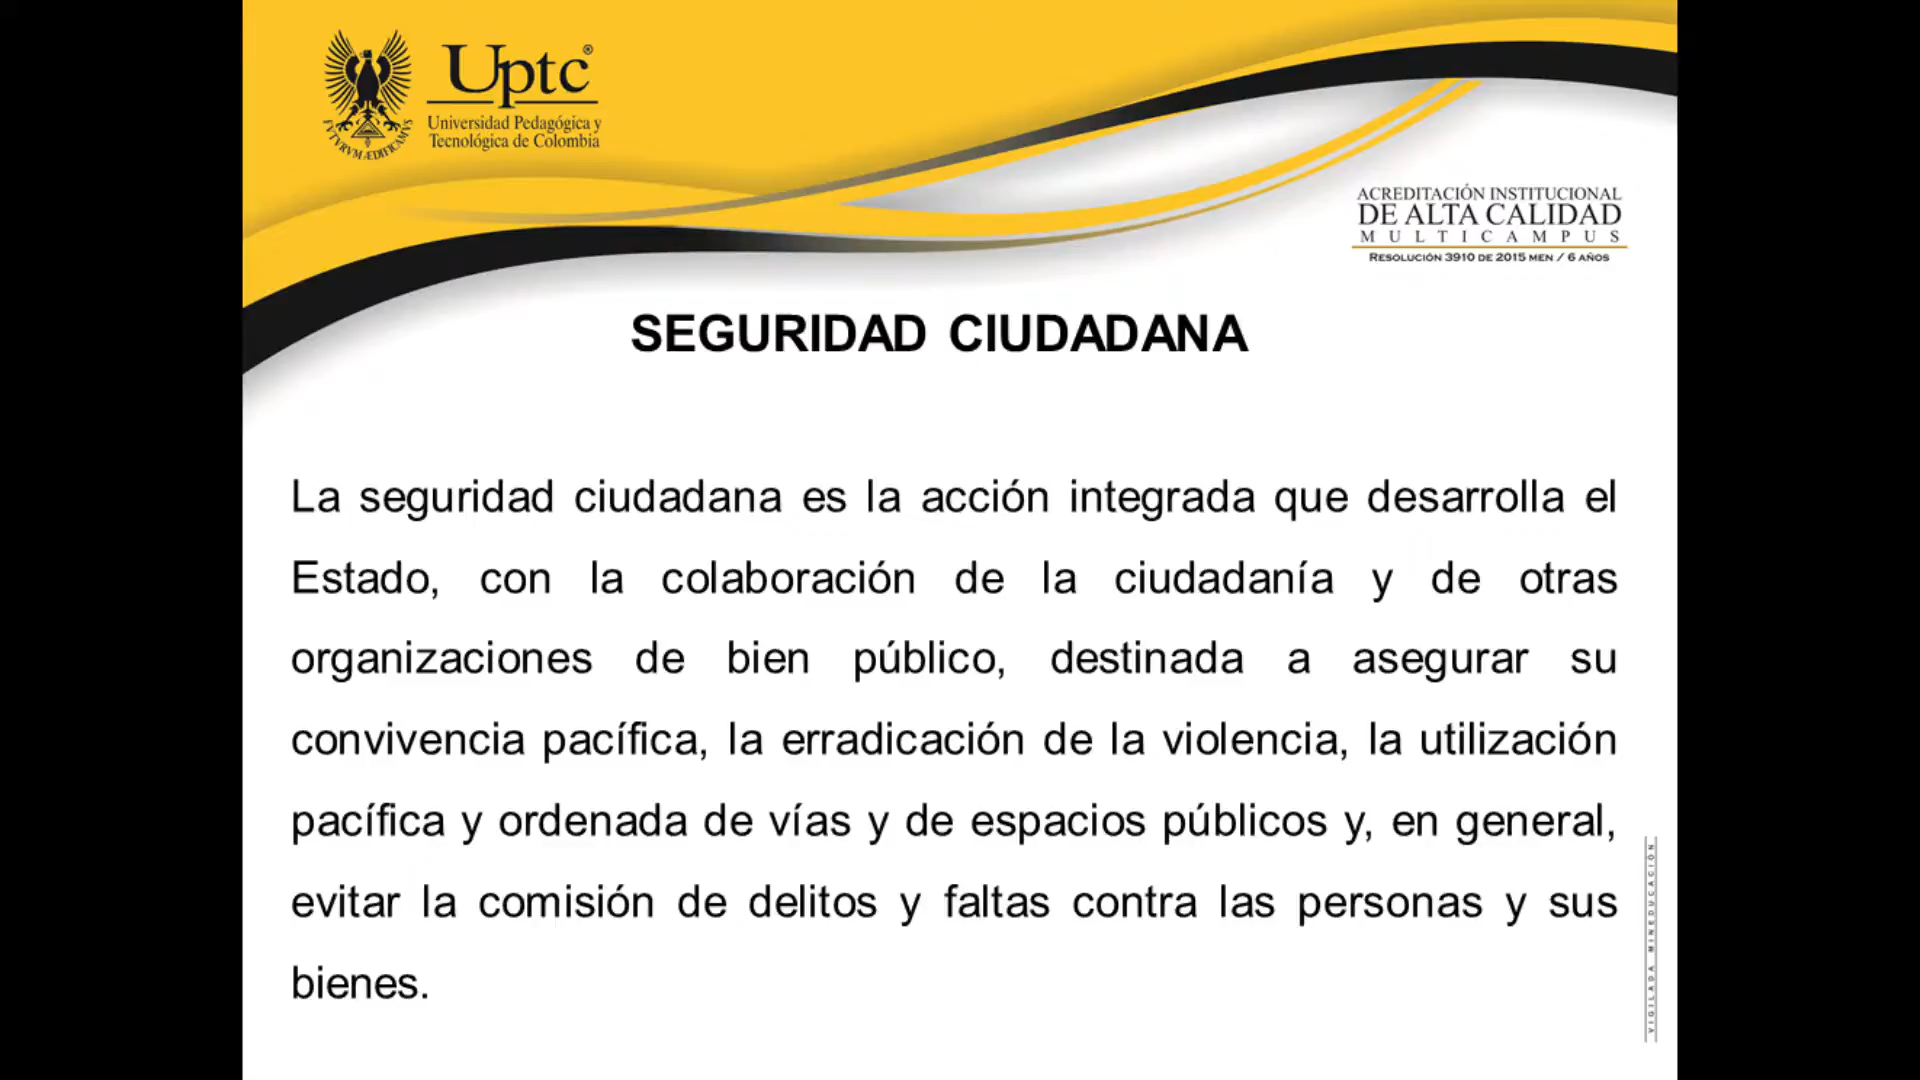 Uptc®
Universidad Pedagógica y
Tecnológica de Colombia
FVTVRVM ÆDIFICAMVS
ACREDITACIÓN INSTITUCIONAL
DE ALTA CALIDAD
MULTICAMPUS
RESOLUCIÓN 3910 DE 2015 MEN / 6 AÑOS
SEGURIDAD CIUDADANA
La seguridad ciudadana es la acción integrada que desarrolla el
Estado, con la colaboración de la ciudadanía y de otras
organizaciones de bien público, destinada a asegurar su
convivencia pacífica, la erradicación de la violencia, la utilización
pacífica y ordenada de vías y de espacios públicos y, en general,
evitar la comisión de delitos y faltas contra las personas y sus
bienes.
VIGILADA MINEDUCACIÓN